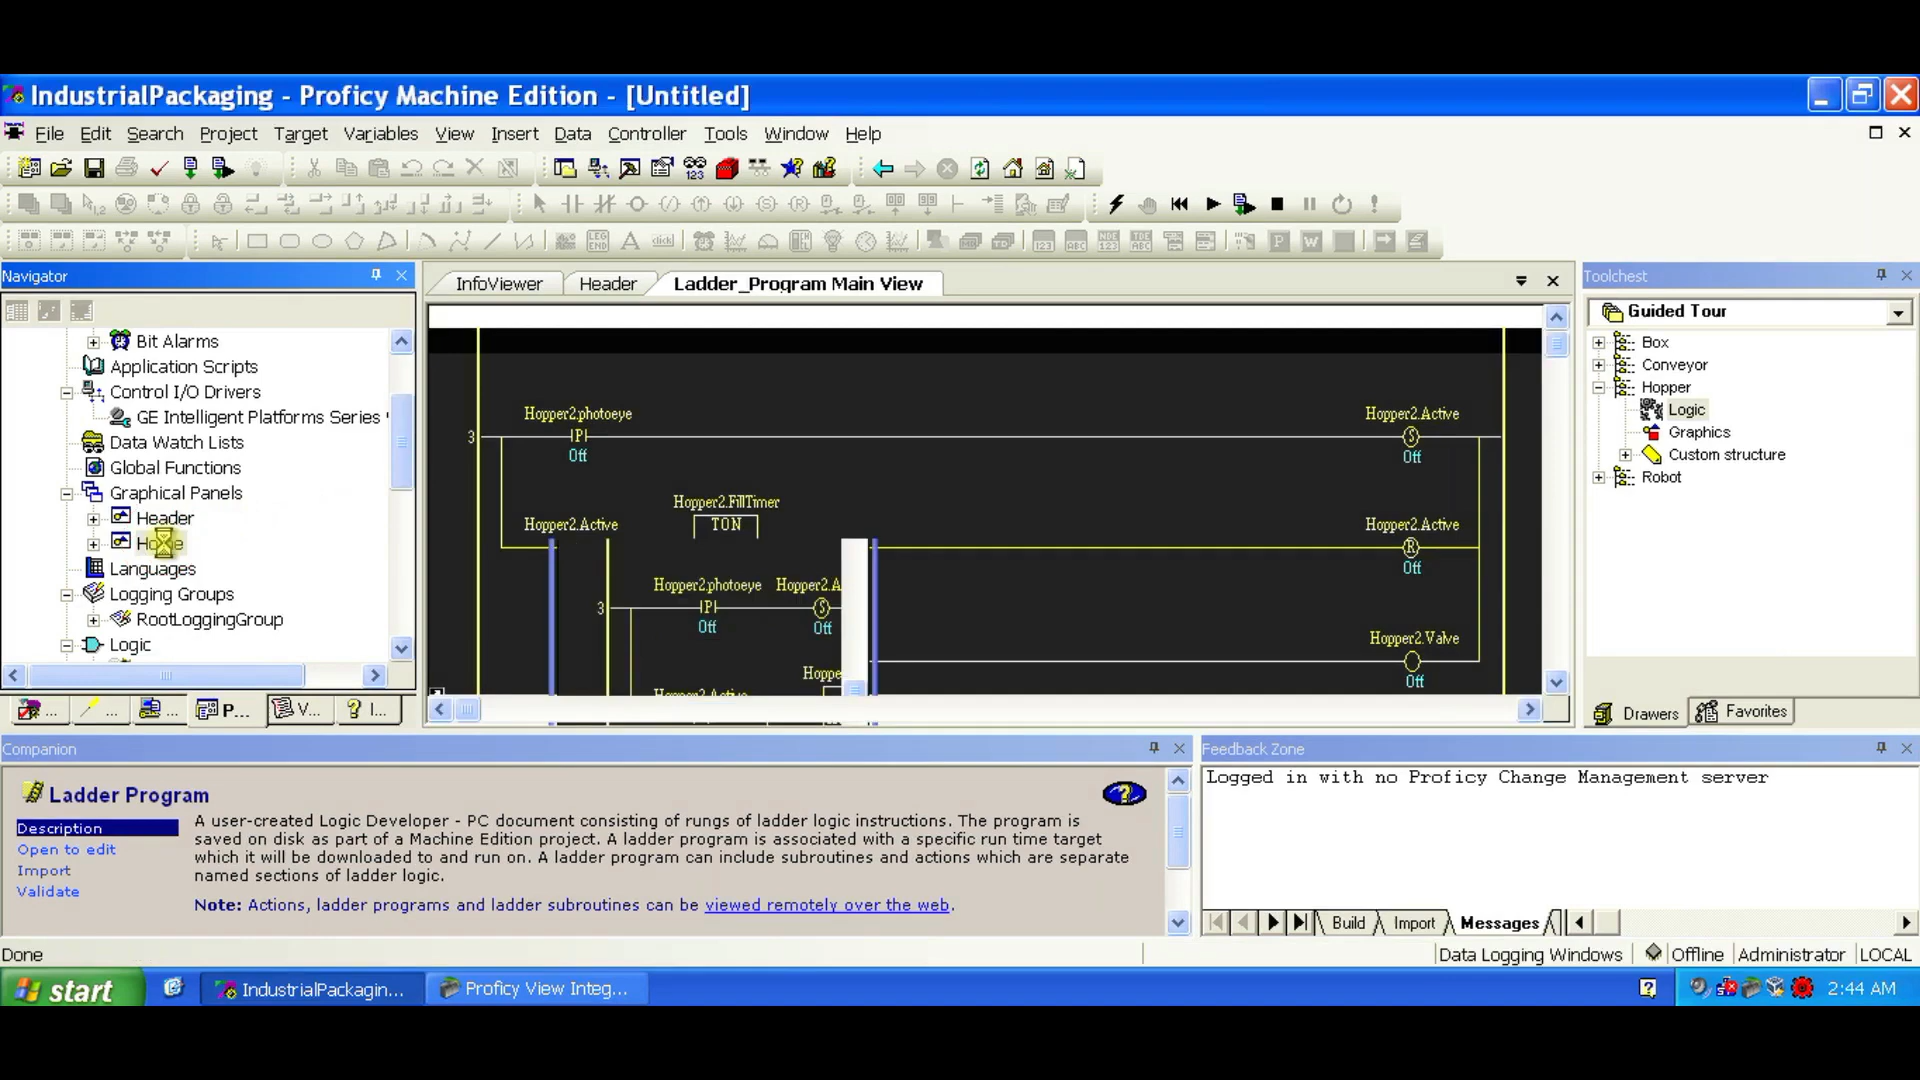 IndustrialPackaging - Proficy Machine Edition - [Untitled]
File Edit Search Project Target Variables View Insert Data Controller Tools Window Help
Navigator
Bit Alarms
Application Scripts
Control I/O Drivers
GE Intelligent Platforms Series
Data Watch Lists
Global Functions
Graphical Panels
Header
Languages
Logging Groups
RootLoggingGroup
Logic
P...
V...
I...
InfoViewer
Header
Ladder_Program Main View
Hopper2.photoeye
Hopper2.Active
3
P
S
Off
Off
Hopper2.FillTimer
TON
Hopper2.Active
Hopper2.Active
R
Off
Hopper2.photoeye
Hopper2.A
3
P
S
Off
Off
Hopper2.Valve
Off
Hoppe
Toolchest
Guided Tour
Box
Conveyor
Hopper
Logic
Graphics
Custom structure
Robot
Drawers
Favorites
Companion
Ladder Program
Description
Open to edit
Import
Validate
A user-created Logic Developer - PC document consisting of rungs of ladder logic instructions. The program is
saved on disk as part of a Machine Edition project. A ladder program is associated with a specific run time target
which it will be downloaded to and run on. A ladder program can include subroutines and actions which are separate
named sections of ladder logic.
Note: Actions, ladder programs and ladder subroutines can be viewed remotely over the web.
Feedback Zone
Logged in with no Proficy Change Management server
Build
Import
Messages
Done
Data Logging Windows
Offline
Administrator
LOCAL
start
IndustrialPackagin...
Proficy View Integ...
2:44 AM